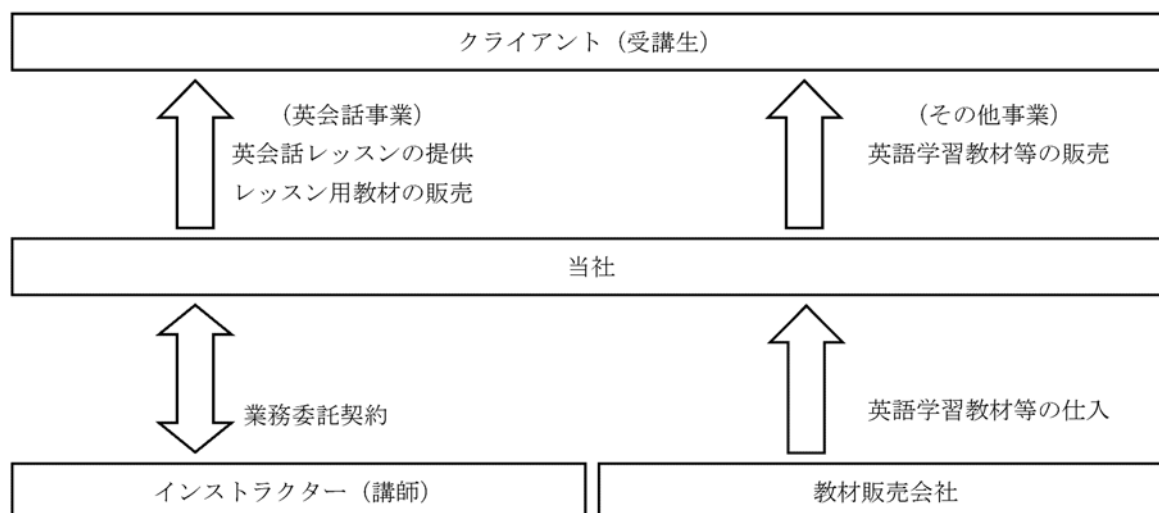 クライアント（受講生）
（英会話事業）
英会話レッスンの提供
レッスン用教材の販売
（その他事業）
英語学習教材等の販売
当社
業務委託契約
英語学習教材等の仕入
インストラクター（講師）
教材販売会社